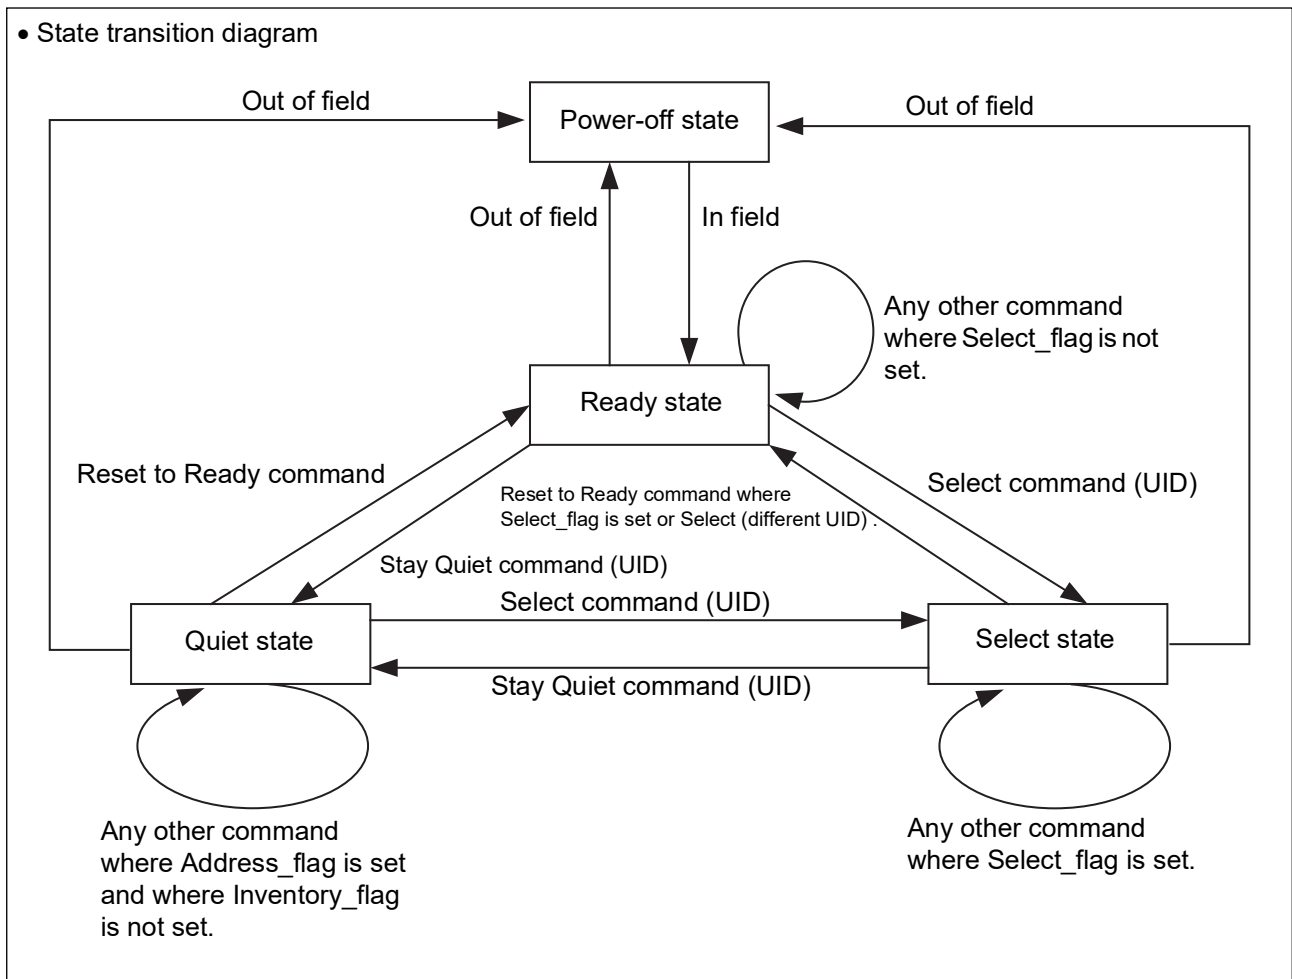 • State transition diagram
Out of field
Power-off state
Out of field
Out of field
In field
Any other command
where Select_flag is not
set.
Ready state
Reset to Ready command
Select command (UID)
Reset to Ready command where
Select_flag is set or Select (different UID) .
Stay Quiet command (UID)
Select command (UID)
Quiet state
Select state
Stay Quiet command (UID)
Any other command
where Address_flag is set
and where Inventory_flag
is not set.
Any other command
where Select_flag is set.